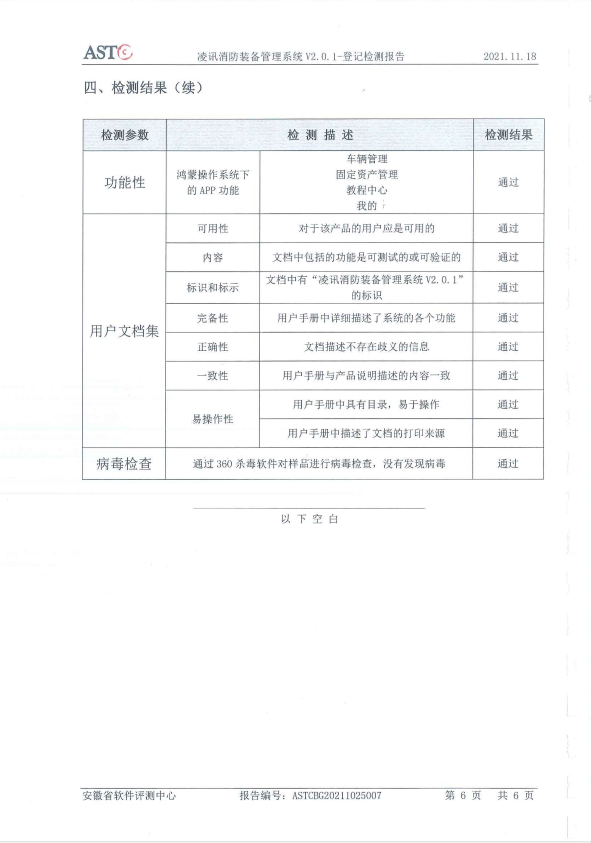 ASTC
凌讯消防装备管理系统V2.0.1-登记检测报告
2021.11.18
四、检测结果（续）
检测参数
检 测 描 述
检测结果
功能性
鸿蒙操作系统下
的 APP 功能
车辆管理
固定资产管理
教程中心
我的
通过
用户文档集
可用性
对于该产品的用户应是可用的
通过
内容
文档中包括的功能是可测试的或可验证的
通过
标识和标示
文档中有“凌讯消防装备管理系统 V2.0.1”
的标识
通过
完备性
用户手册中详细描述了系统的各个功能
通过
正确性
文档描述不存在歧义的信息
通过
一致性
用户手册与产品说明描述的内容一致
通过
易操作性
用户手册中具有目录，易于操作
通过
用户手册中描述了文档的打印来源
通过
病毒检查
通过 360 杀毒软件对样品进行病毒检查，没有发现病毒
通过
以 下 空 白
安徽省软件评测中心
报告编号：ASTCBG20211025007
第 6 页 共 6 页